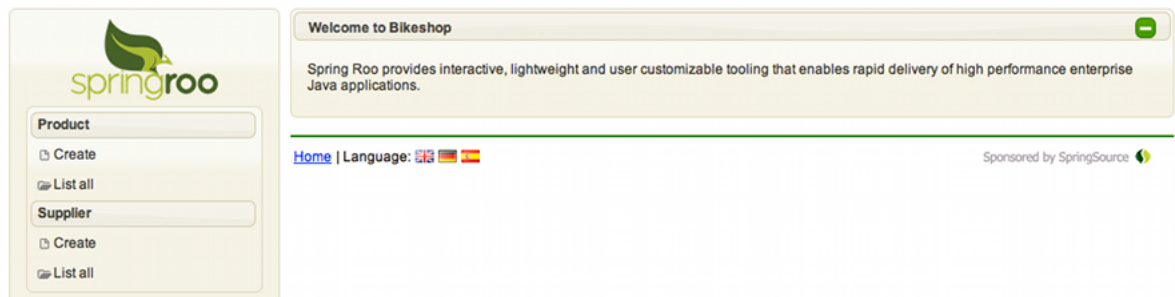 springroo
Product
Create
List all
Supplier
Create
List all
Welcome to Bikeshop
Spring Roo provides interactive, lightweight and user customizable tooling that enables rapid delivery of high performance enterprise
Java applications.
Home | Language:
Sponsored by SpringSource